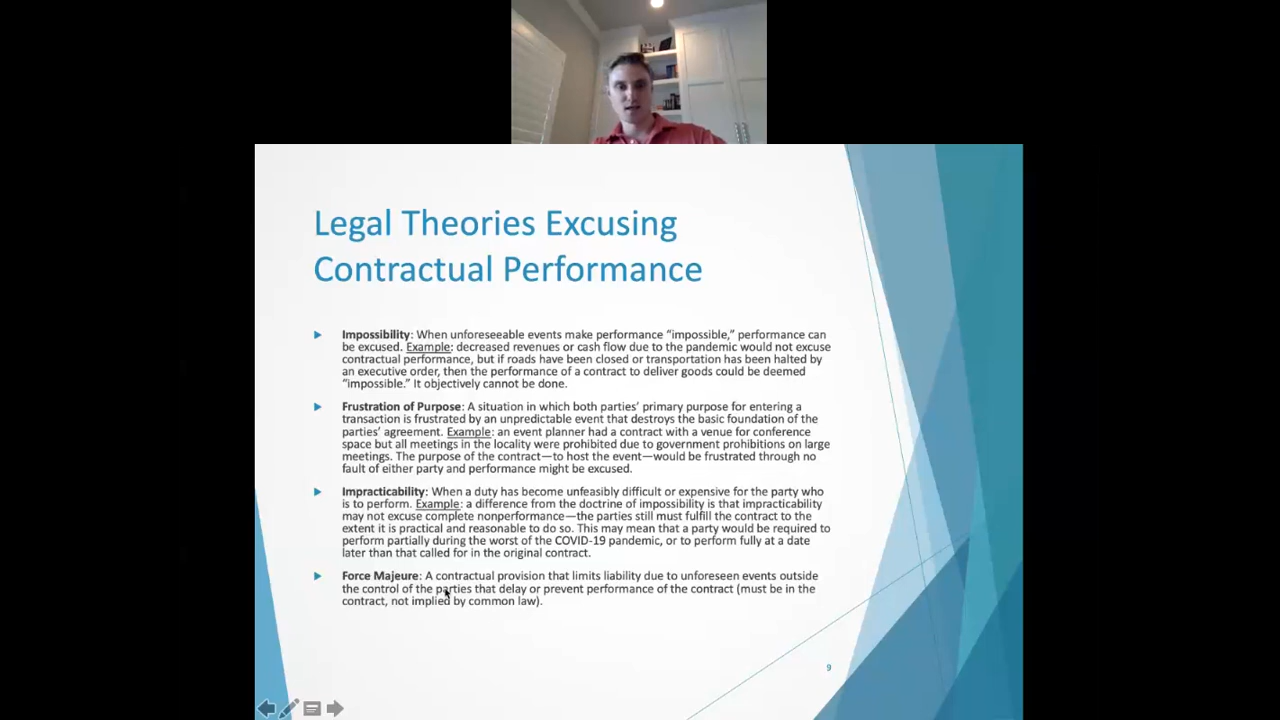 Legal Theories Excusing
Contractual Performance
Impossibility: When unforeseeable events make performance “impossible,” performance can
be excused. Example: decreased revenues or cash flow due to the pandemic would not excuse
contractual performance, but if roads have been closed or transportation has been halted by
an executive order, then the performance of a contract to deliver goods could be deemed
“impossible.” It objectively cannot be done.
Frustration of Purpose: A situation in which both parties’ primary purpose for entering a
transaction is frustrated by an unpredictable event that destroys the basic foundation of the
parties’ agreement. Example: an event planner had a contract with a venue for conference
space but all meetings in the locality were prohibited due to government prohibitions on large
meetings. The purpose of the contract—to host the event—would be frustrated through no
fault of either party and performance might be excused.
Impracticability: When a duty has become unfeasibly difficult or expensive for the party who
is to perform. Example: a difference from the doctrine of impossibility is that impracticability
may not excuse complete nonperformance—the parties still must fulfill the contract to the
extent it is practical and reasonable to do so. This may mean that a party would be required to
perform partially during the worst of the COVID-19 pandemic, or to perform fully at a date
later than that called for in the original contract.
Force Majeure: A contractual provision that limits liability due to unforeseen events outside
the control of the parties that delay or prevent performance of the contract (must be in the
contract, not implied by common law).
9